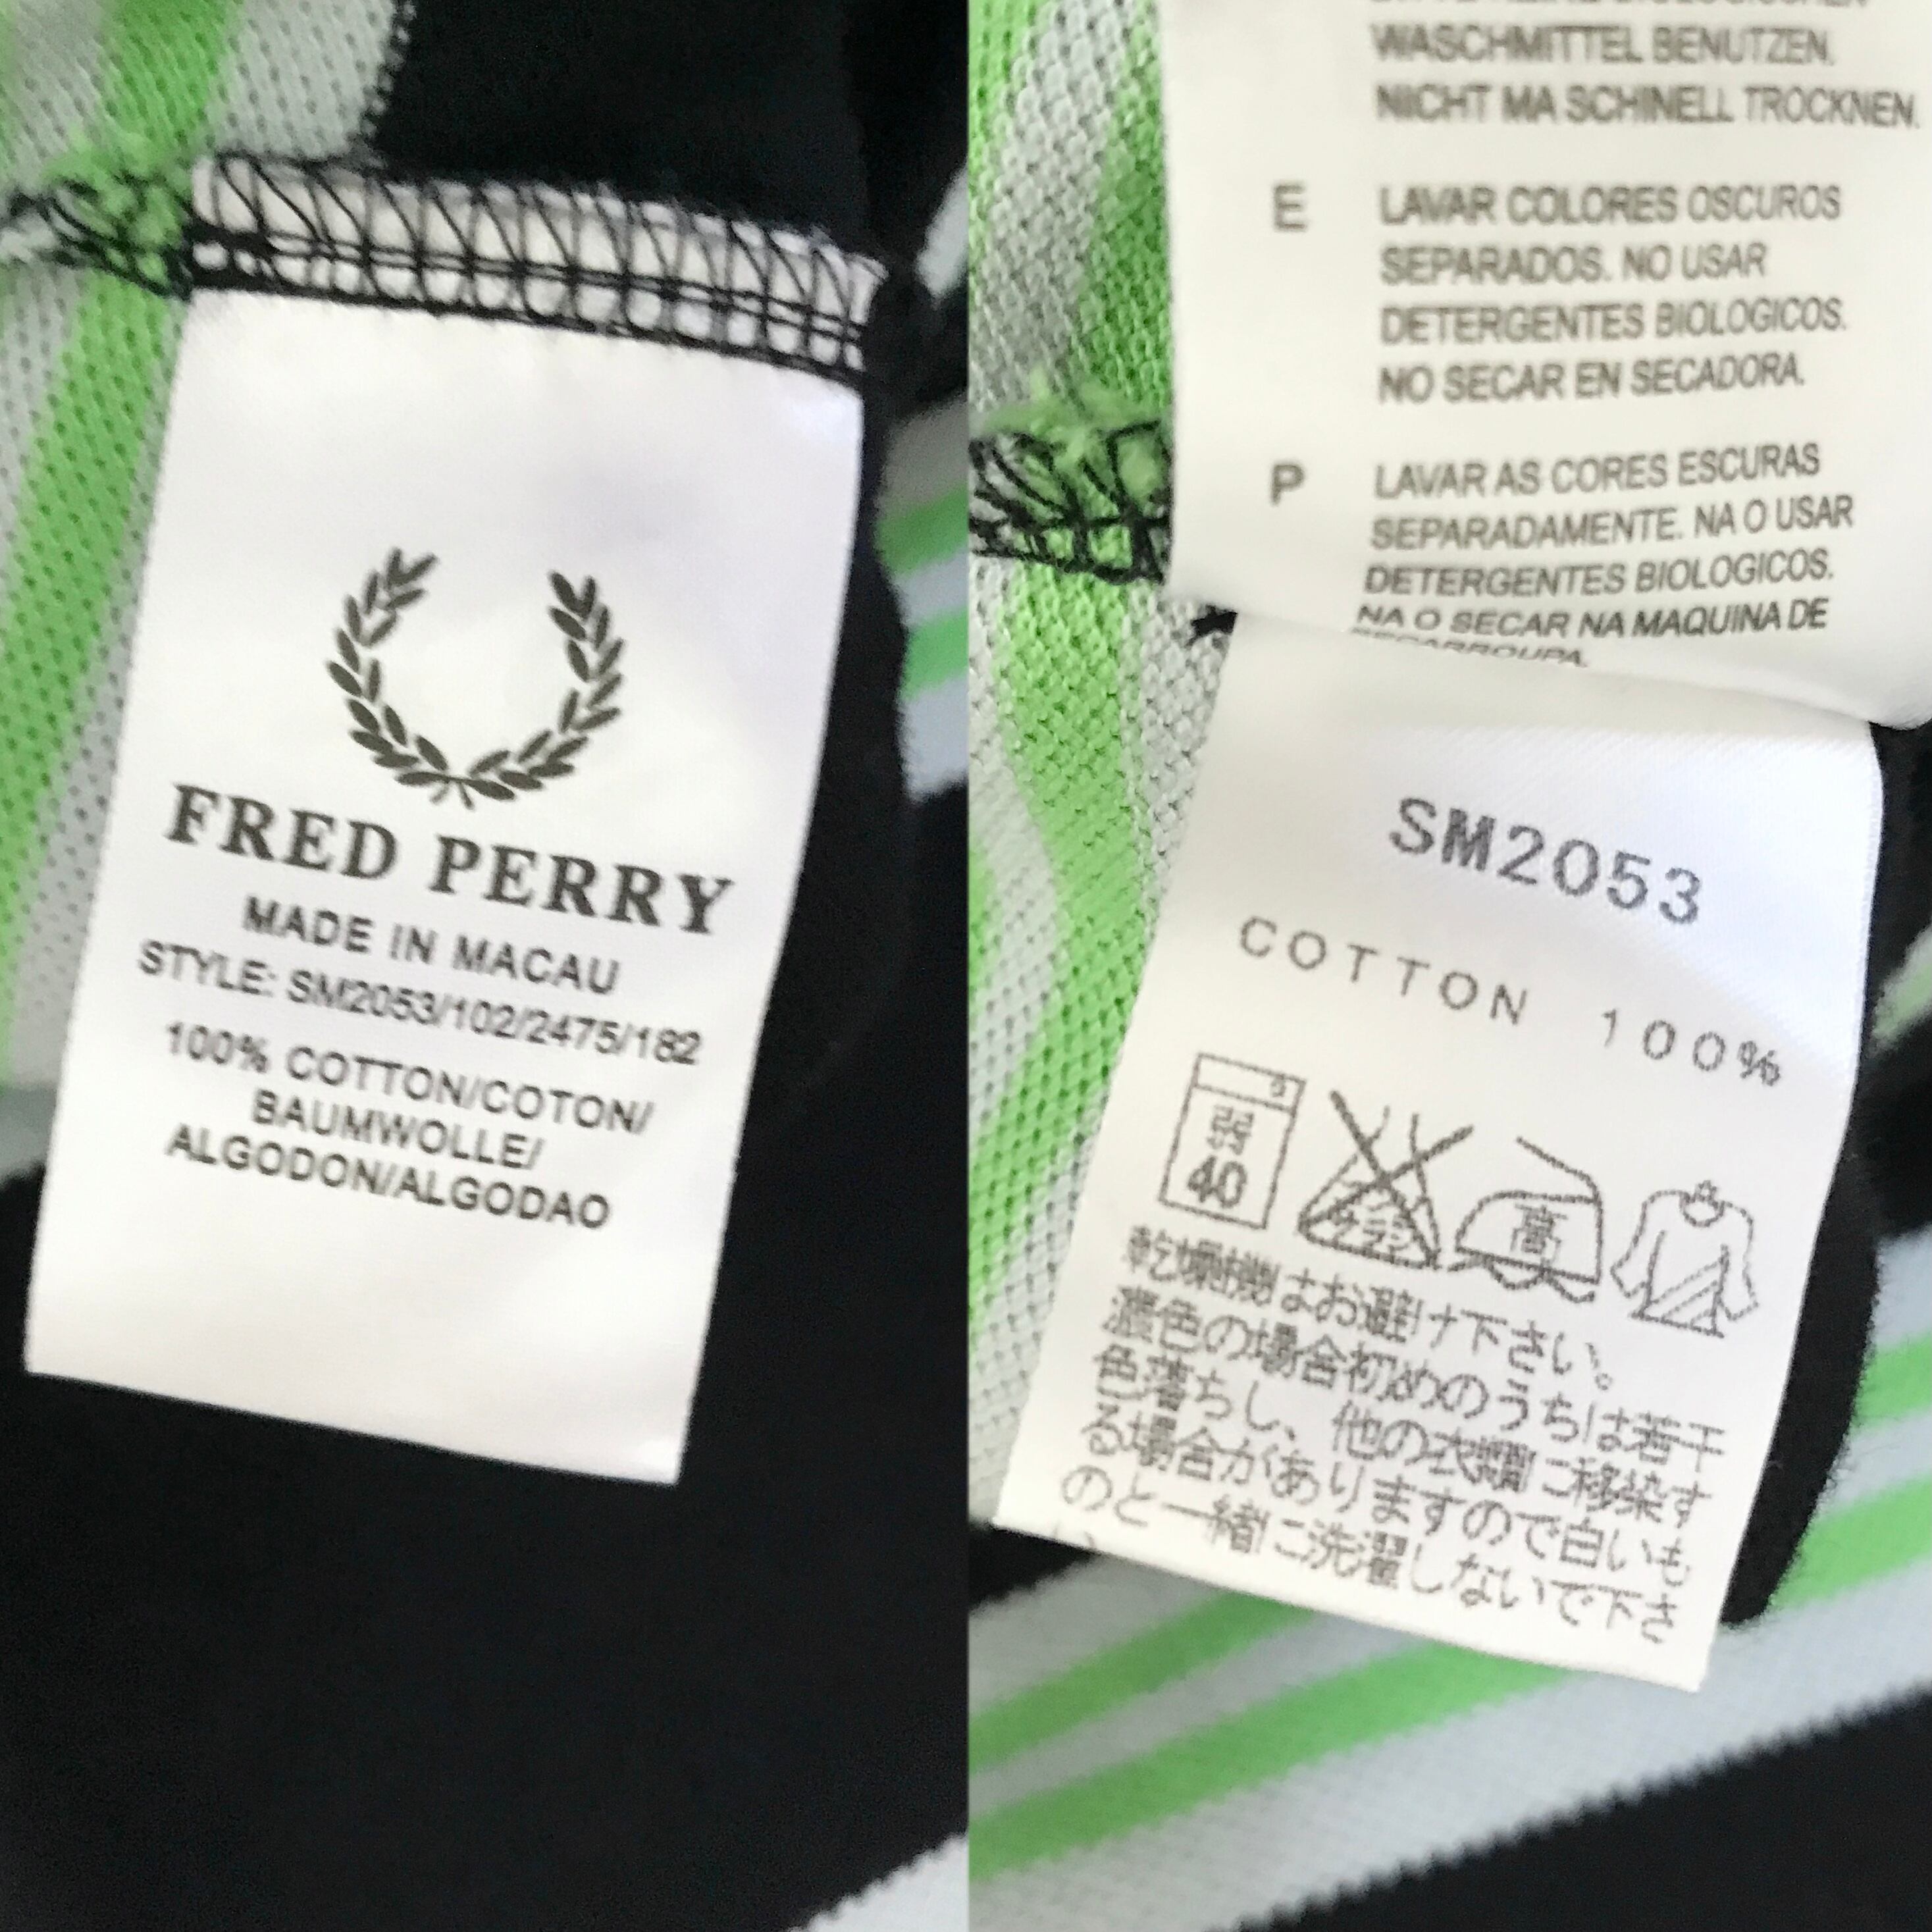 FRED PERRY
MADE IN MACAU
STYLE: SM2053/102/2475/182
100% COTTON/COTON/
BAUMWOLLE/
ALGODON/ALGODAO
WASCHMITTEL BENUTZEN.
NICHT MA SCHINELL TROCKNEN.
E LAVAR COLORES OSCUROS
SEPARADOS. NO USAR
DETERGENTES BIOLOGICOS.
NO SECAR EN SECADORA.
P LAVAR AS CORES ESCURAS
SEPARADAMENTE. NA O USAR
DETERGENTES BIOLOGICOS.
NA O SECAR NA MAQUINA DE
SM2053
COTTON 100%
40
高
乾燥機はお避け下さい。
濃色の場合初めのうちは若干
色落ちし、他の衣類に移染す
る場合がありますので白いも
のと一緒に洗濯しないで下さ